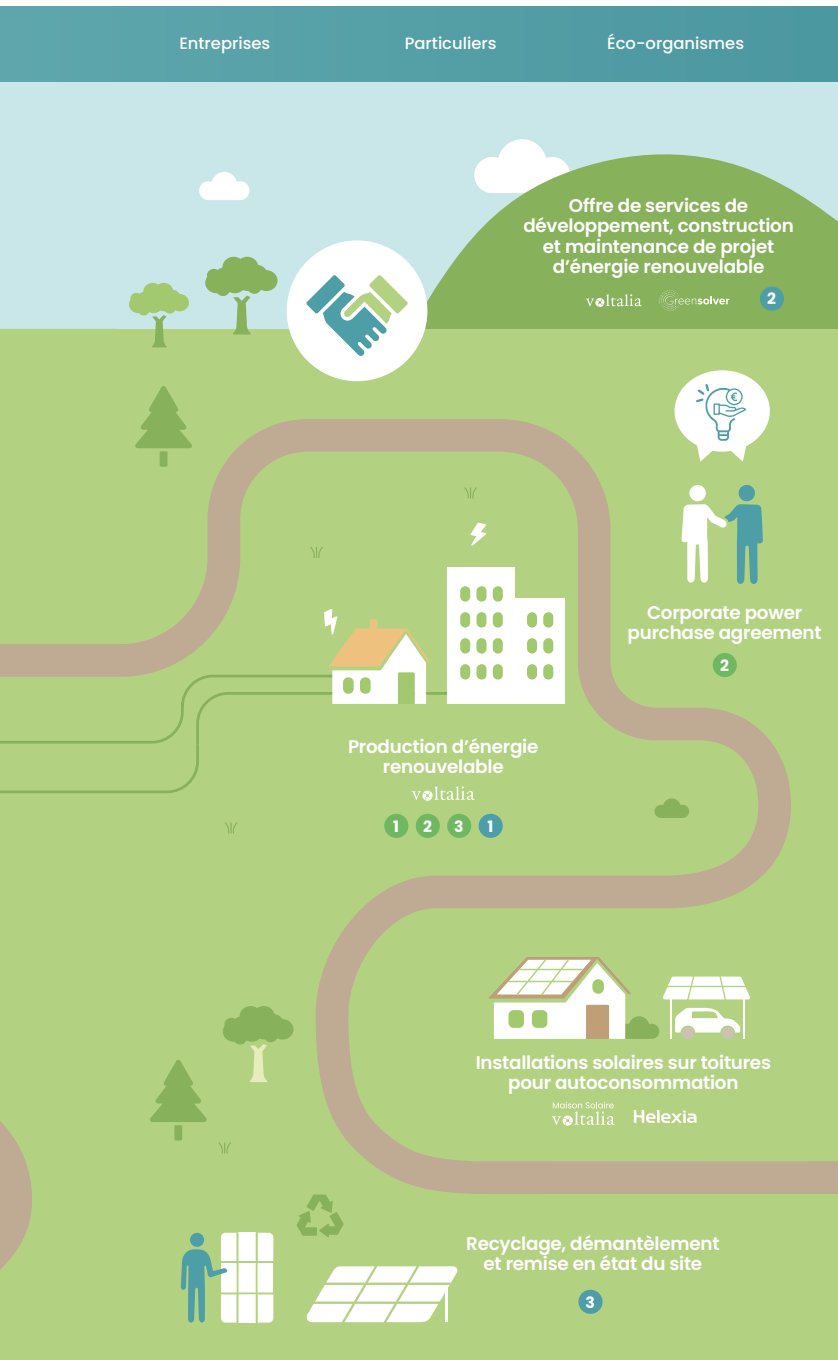 Entreprises
Particuliers
Éco-organismes
Offre de services de
développement, construction
et maintenance de projet
d’énergie renouvelable
voltalia
Greensolver
2
€
Corporate power
purchase agreement
2
Production d’énergie
renouvelable
voltalia
1 2 3 1
Installations solaires sur toitures
pour autoconsommation
Maison Solaire
voltalia
Helexia
Recyclage, démantèlement
et remise en état du site
3